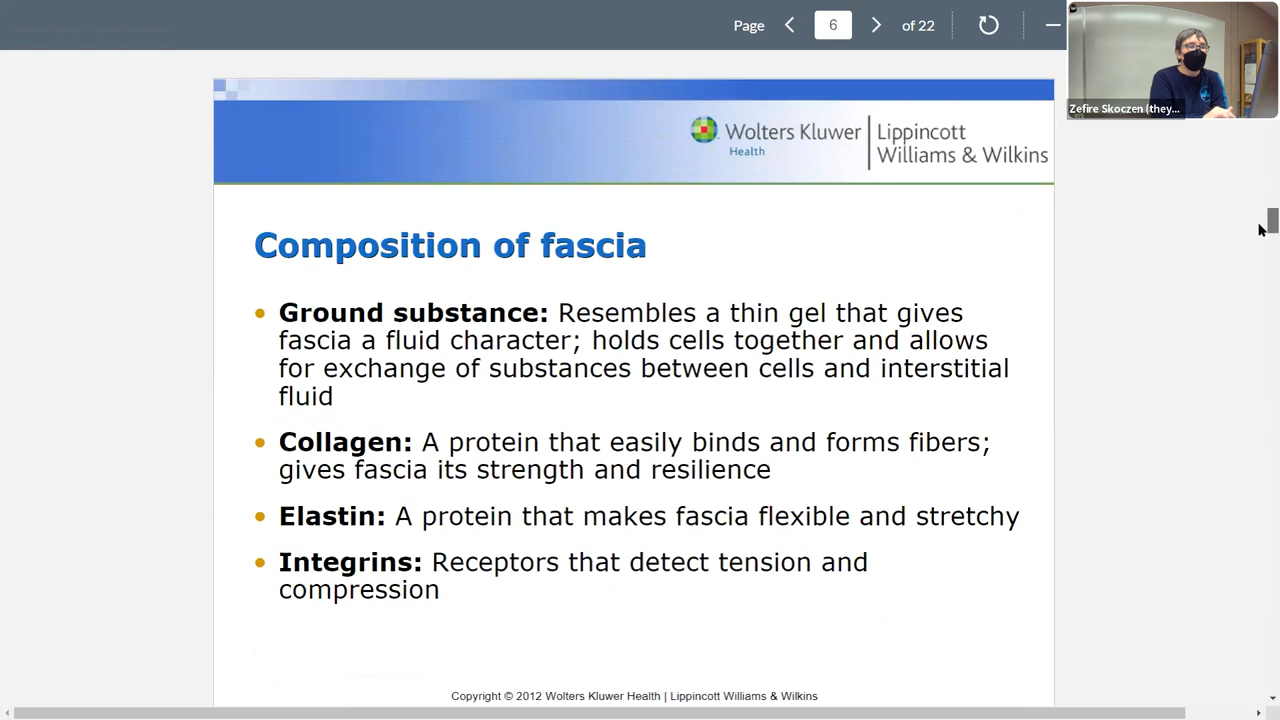 Page
6
of 22
Zefire Skoczen (they...
Wolters Kluwer
Health
Lippincott
Williams & Wilkins
Composition of fascia
• Ground substance: Resembles a thin gel that gives
fascia a fluid character; holds cells together and allows
for exchange of substances between cells and interstitial
fluid
• Collagen: A protein that easily binds and forms fibers;
gives fascia its strength and resilience
• Elastin: A protein that makes fascia flexible and stretchy
• Integrins: Receptors that detect tension and
compression
Copyright © 2012 Wolters Kluwer Health | Lippincott Williams & Wilkins